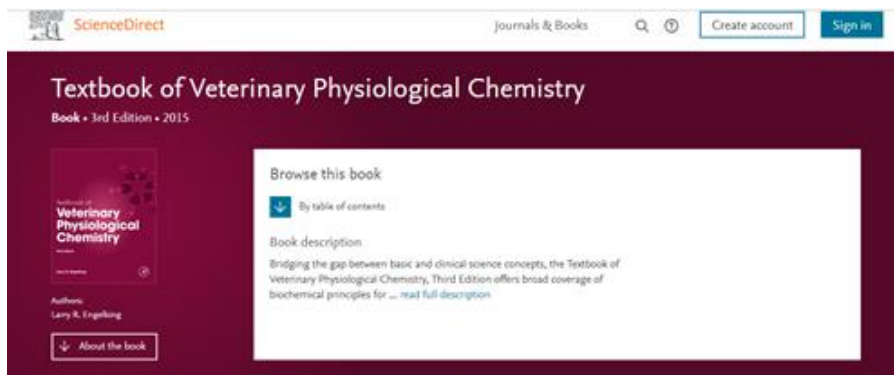 ScienceDirect
Journals & Books
Create account
Sign in
Textbook of Veterinary Physiological Chemistry
Book • 3rd Edition • 2015
Textbook of
Veterinary
Physiological
Chemistry
Browse this book
By table of contents
Book description
Bridging the gap between basic and clinical science concepts, the Textbook of
Veterinary Physiological Chemistry, Third Edition offers broad coverage of
biochemical principles for ... read full description
Authors:
Larry R. Engelking
About the book